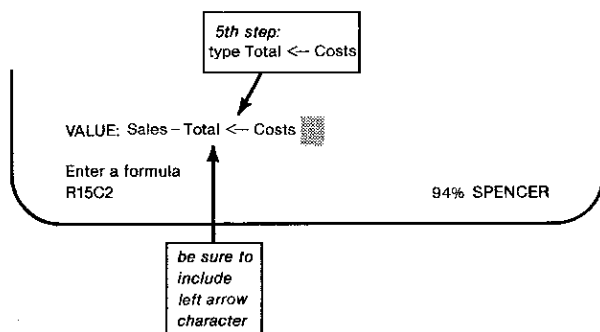 5th step:
type Total <-- Costs
VALUE: Sales – Total <-- Costs
Enter a formula
R15C2 94% SPENCER
be sure to
include
left arrow
character